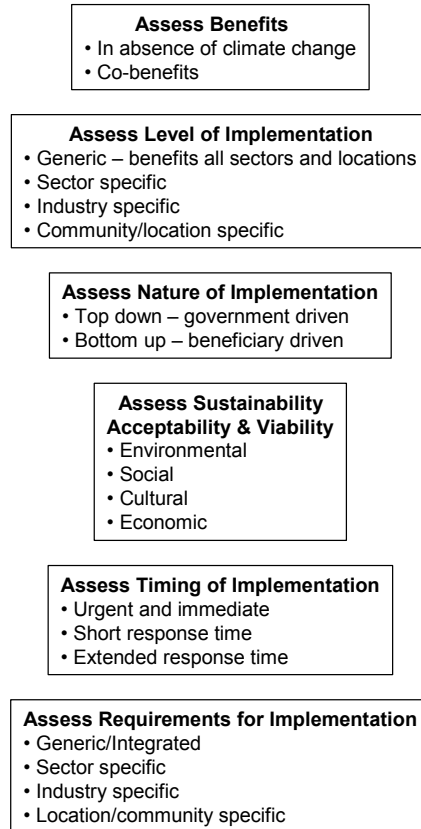 Assess Benefits
• In absence of climate change
• Co-benefits
Assess Level of Implementation
• Generic – benefits all sectors and locations
• Sector specific
• Industry specific
• Community/location specific
Assess Nature of Implementation
• Top down – government driven
• Bottom up – beneficiary driven
Assess Sustainability
Acceptability & Viability
• Environmental
• Social
• Cultural
• Economic
Assess Timing of Implementation
• Urgent and immediate
• Short response time
• Extended response time
Assess Requirements for Implementation
• Generic/Integrated
• Sector specific
• Industry specific
• Location/community specific